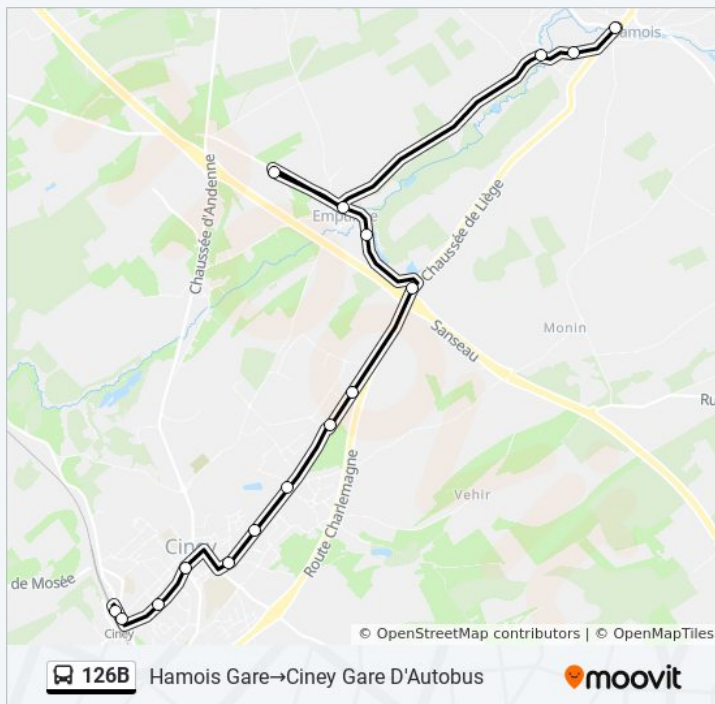 Hamois
Chaussée d'Andenne
Emptinne
Chaussée de Liège
Sanseau
Monin
Ru
Route Charlemagne
Vehir
Ciney
de Mosée
Ciney
© OpenStreetMap contributors | © OpenMapTiles
126B Hamois Gare→Ciney Gare D'Autobus
moovit